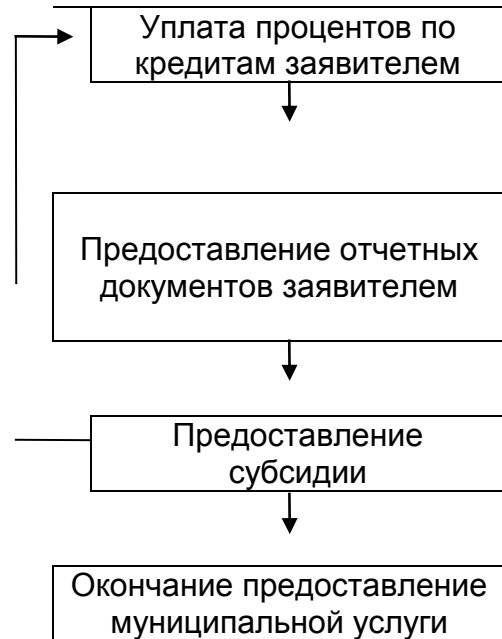 Уплата процентов по
кредитам заявителем
Предоставление отчетных
документов заявителем
Предоставление
субсидии
Окончание предоставление
муниципальной услуги